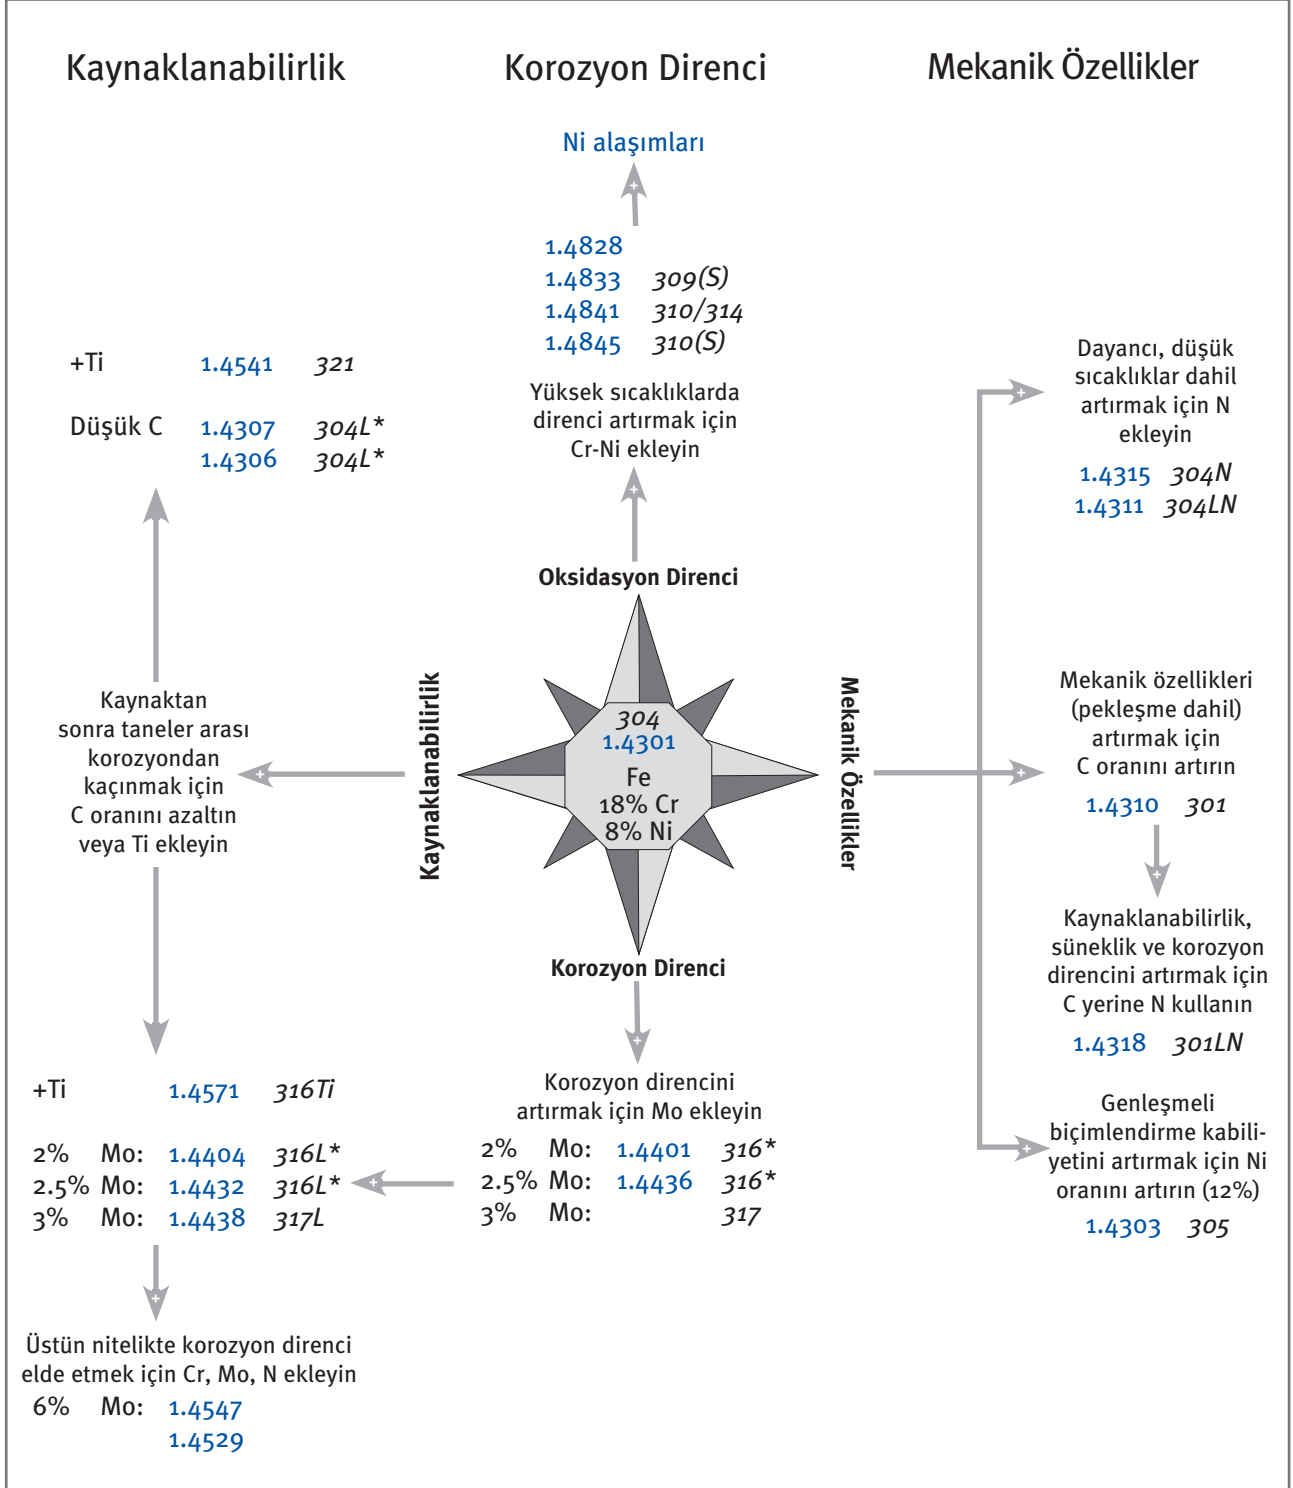 Kaynaklanabilirlik
Korozyon Direnci
Mekanik Özellikler
Ni alaşımları
1.4828
1.4833 309(S)
1.4841 310/314
1.4845 310(S)
Yüksek sıcaklıklarda
direnci artırmak için
Cr-Ni ekleyin
+Ti 1.4541 321
Düşük C 1.4307 304L*
1.4306 304L*
Dayancı, düşük
sıcaklıklar dahil
artırmak için N
ekleyin
1.4315 304N
1.4311 304LN
Oksidasyon Direnci
Kaynaktan
sonra taneler arası
korozyondan
kaçınmak için
C oranını azaltın
veya Ti ekleyin
Kaynaklanabilirlik
304
1.4301
Fe
18% Cr
8% Ni
Mekanik Özellikler
Mekanik özellikleri
(pekleşme dahil)
artırmak için
C oranını artırın
1.4310 301
Kaynaklanabilirlik,
süneklik ve korozyon
direncini artırmak için
C yerine N kullanın
1.4318 301LN
Korozyon Direnci
Korozyon direncini
artırmak için Mo ekleyin
2% Mo: 1.4401 316*
2.5% Mo: 1.4436 316*
3% Mo: 317
+Ti 1.4571 316Ti
2% Mo: 1.4404 316L*
2.5% Mo: 1.4432 316L*
3% Mo: 1.4438 317L
Genleşmeli
biçimlendirme kabili-
yetini artırmak için Ni
oranını artırın (12%)
1.4303 305
Üstün nitelikte korozyon direnci
elde etmek için Cr, Mo, N ekleyin
6% Mo: 1.4547
1.4529